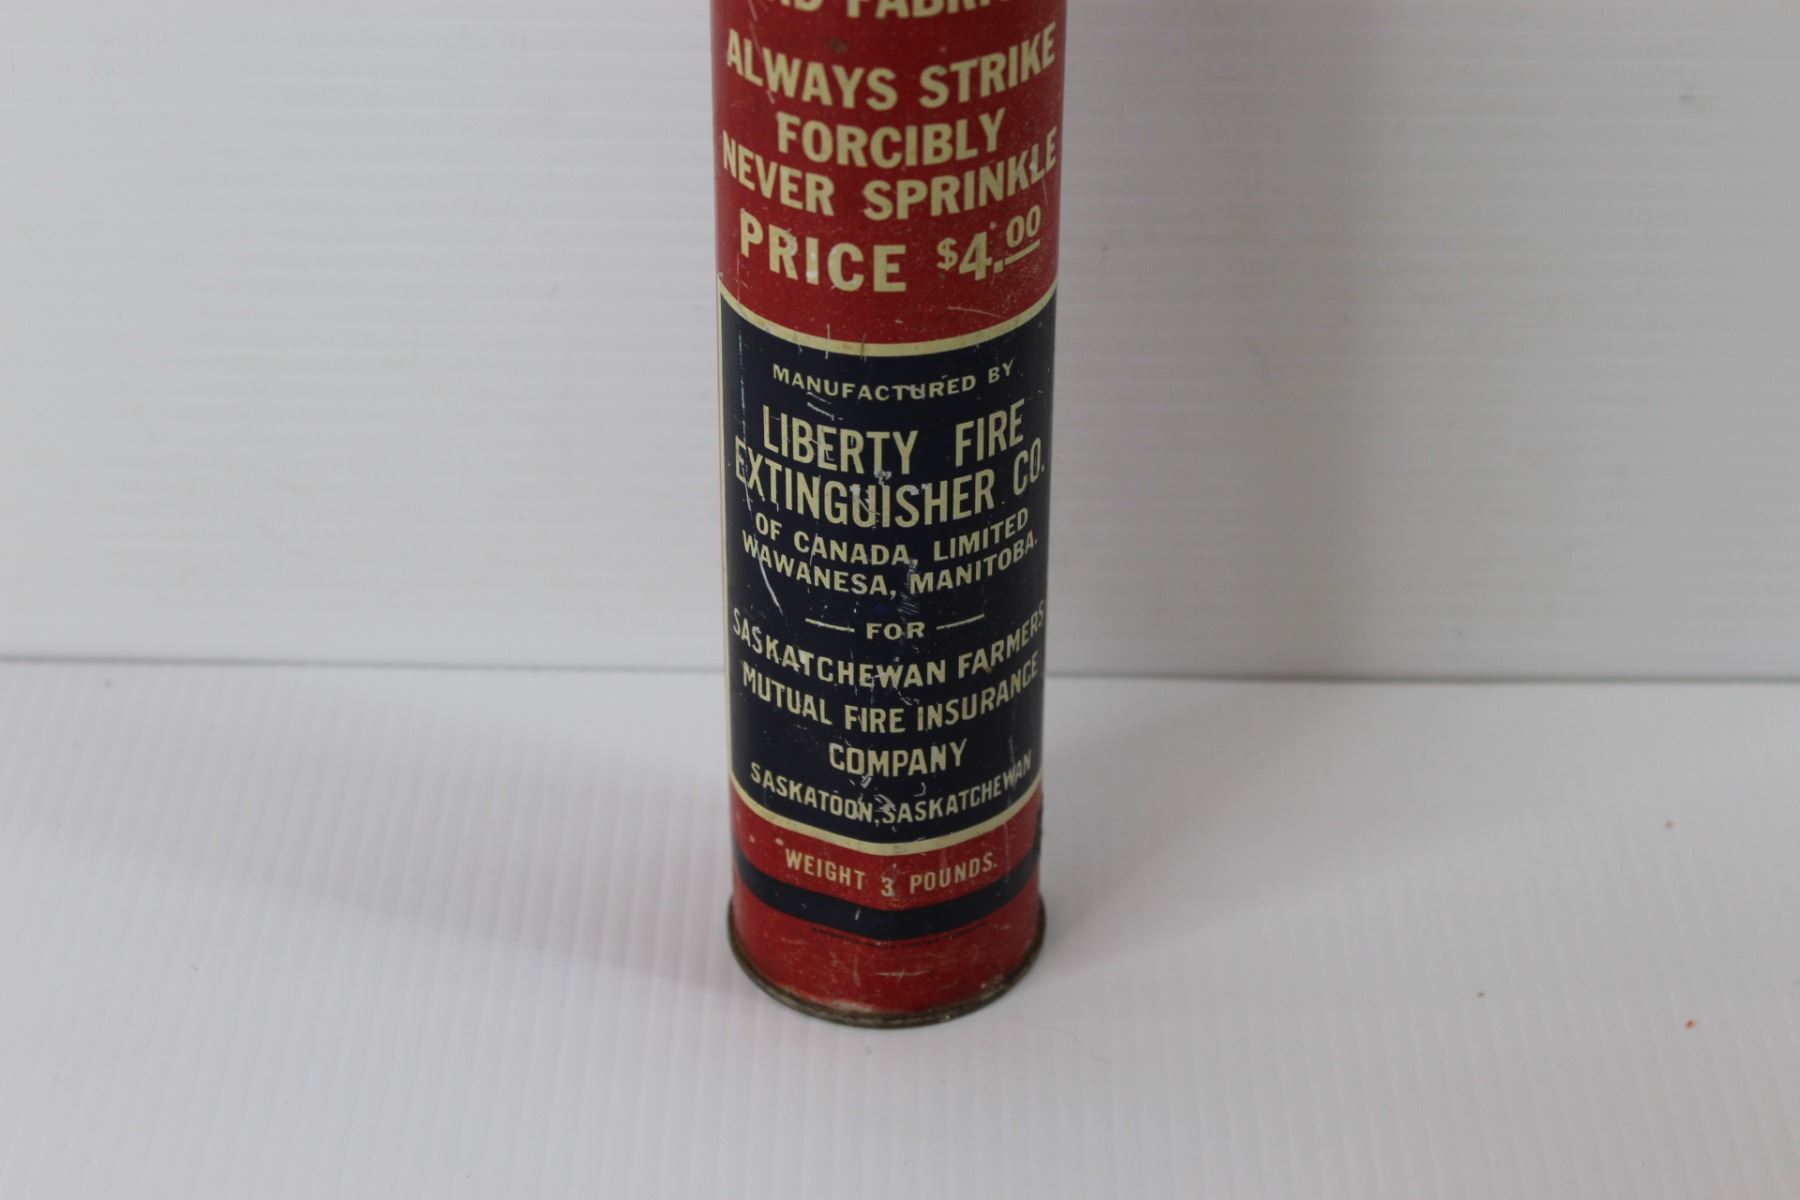 ALWAYS STRIKE
FORCIBLY
NEVER SPRINKLE
PRICE $4.00
MANUFACTURED BY
LIBERTY FIRE
EXTINGUISHER CO.
OF CANADA, LIMITED
WAWANESA, MANITOBA.
FOR
SASKATCHEWAN FARMERS
MUTUAL FIRE INSURANCE
COMPANY
SASKATOON, SASKATCHEWAN
WEIGHT 3 POUNDS.